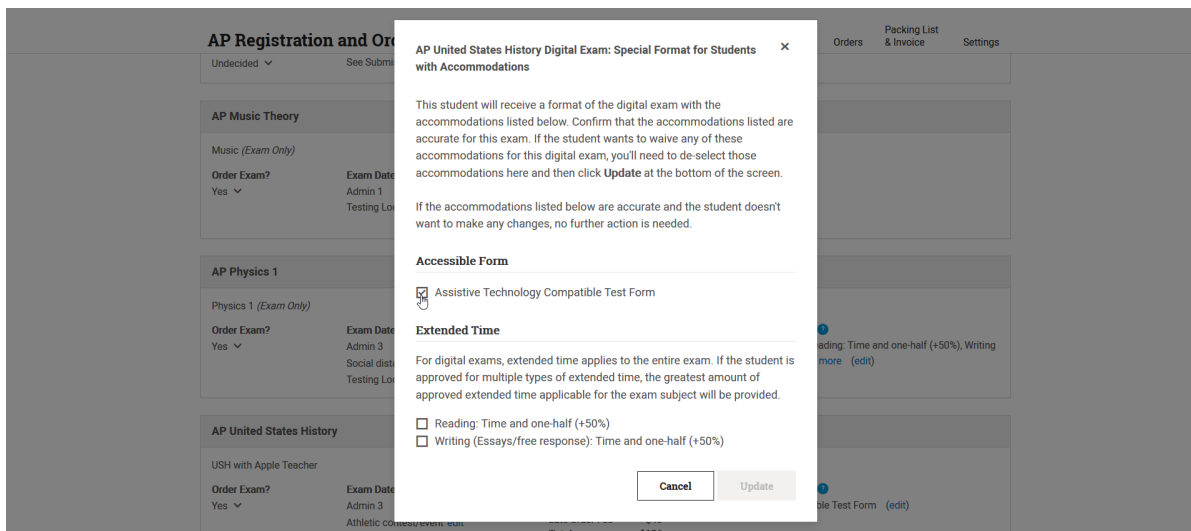 AP Registration and Or
Orders
Packing List
& Invoice
Settings
Undecided
See Submi
AP Music Theory
Music (Exam Only)
Order Exam?
Exam Date
Yes
Admin 1
Testing Lo
AP Physics 1
Physics 1 (Exam Only)
Order Exam?
Exam Date
Yes
Admin 3
Social dist
Testing Lo
ading: Time and one-half (+50%), Writing
more (edit)
AP United States History
USH with Apple Teacher
Order Exam?
Exam Date
Yes
Admin 3
Athletic contest/event edit
ble Test Form (edit)
AP United States History Digital Exam: Special Format for Students
with Accommodations
This student will receive a format of the digital exam with the
accommodations listed below. Confirm that the accommodations listed are
accurate for this exam. If the student wants to waive any of these
accommodations for this digital exam, you'll need to de-select those
accommodations here and then click Update at the bottom of the screen.
If the accommodations listed below are accurate and the student doesn't
want to make any changes, no further action is needed.
Accessible Form
Assistive Technology Compatible Test Form
Extended Time
For digital exams, extended time applies to the entire exam. If the student is
approved for multiple types of extended time, the greatest amount of
approved extended time applicable for the exam subject will be provided.
Reading: Time and one-half (+50%)
Writing (Essays/free response): Time and one-half (+50%)
Cancel
Update